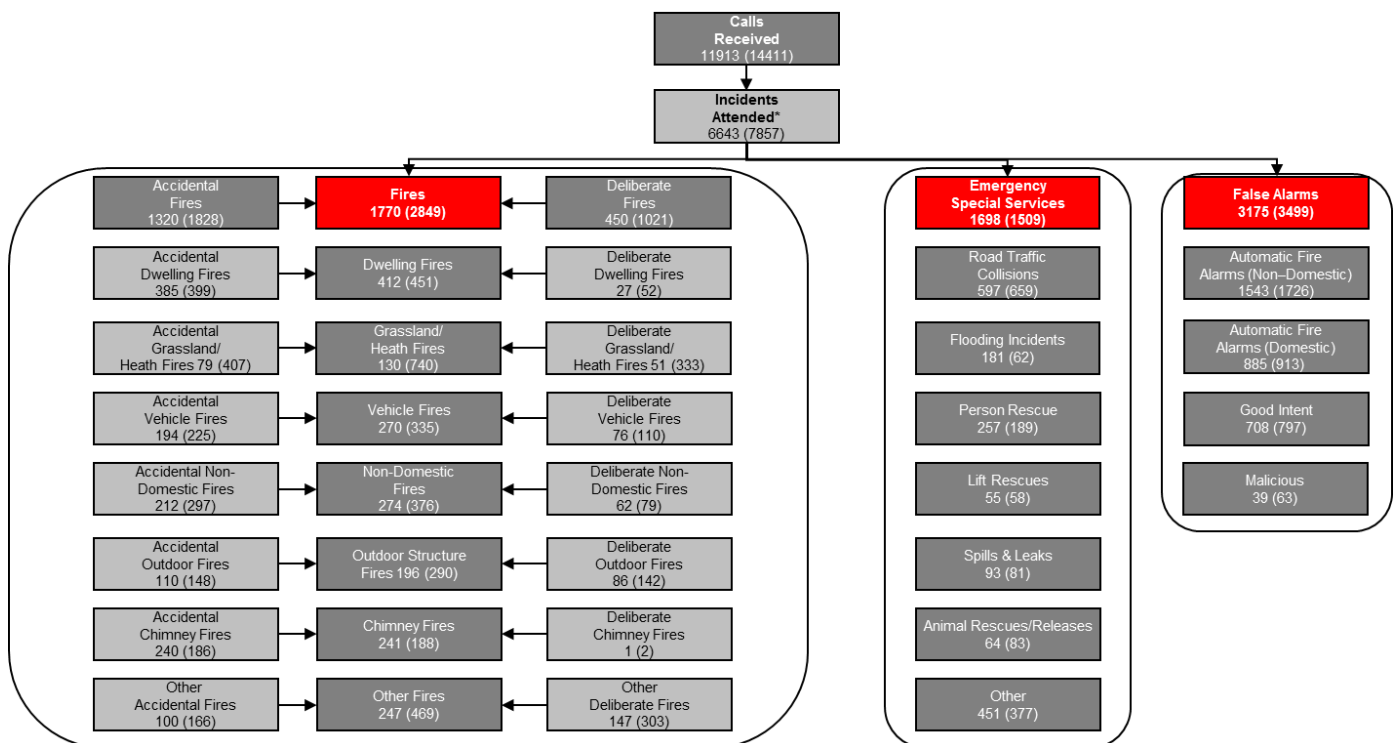 Calls
Received
11913 (14411)
Incidents
Attended*
6643 (7857)
Accidental
Fires
1320 (1828)
Fires
1770 (2849)
Deliberate
Fires
450 (1021)
Emergency
Special Services
1698 (1509)
False Alarms
3175 (3499)
Accidental
Dwelling Fires
385 (399)
Dwelling Fires
412 (451)
Deliberate
Dwelling Fires
27 (52)
Road Traffic
Collisions
597 (659)
Automatic Fire
Alarms (Non–Domestic)
1543 (1726)
Accidental
Grassland/
Heath Fires 79 (407)
Grassland/
Heath Fires
130 (740)
Deliberate
Grassland/
Heath Fires 51 (333)
Flooding Incidents
181 (62)
Automatic Fire
Alarms (Domestic)
885 (913)
Accidental
Vehicle Fires
194 (225)
Vehicle Fires
270 (335)
Deliberate
Vehicle Fires
76 (110)
Person Rescue
257 (189)
Good Intent
708 (797)
Accidental Non-
Domestic Fires
212 (297)
Non-Domestic
Fires
274 (376)
Deliberate Non-
Domestic Fires
62 (79)
Lift Rescues
55 (58)
Malicious
39 (63)
Accidental
Outdoor Fires
110 (148)
Outdoor Structure
Fires 196 (290)
Deliberate
Outdoor Fires
86 (142)
Spills & Leaks
93 (81)
Accidental
Chimney Fires
240 (186)
Chimney Fires
241 (188)
Deliberate
Chimney Fires
1 (2)
Animal Rescues/Releases
64 (83)
Other
Accidental Fires
100 (166)
Other Fires
247 (469)
Other
Deliberate Fires
147 (303)
Other
451 (377)